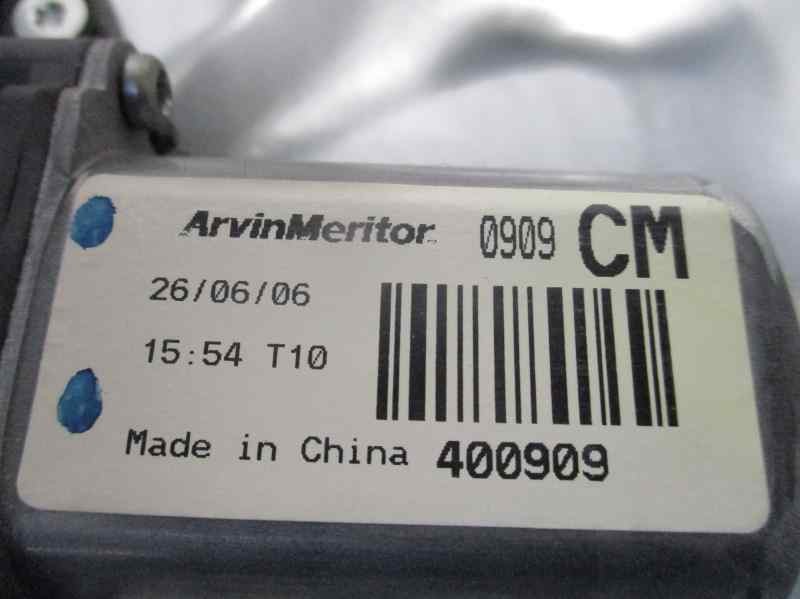 ArvinMeritor 0909 CM
26/06/06
15:54 T10
Made in China 400909